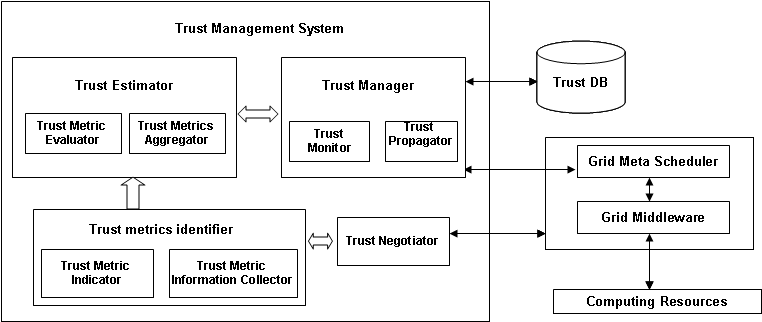 Trust Management System
Trust Estimator
Trust Metric
Evaluator
Trust Metrics
Aggregator
Trust Manager
Trust
Monitor
Trust
Propagator
Trust DB
Grid Meta Scheduler
Grid Middleware
Trust metrics identifier
Trust Metric
Indicator
Trust Metric
Information Collector
Trust Negotiator
Computing Resources